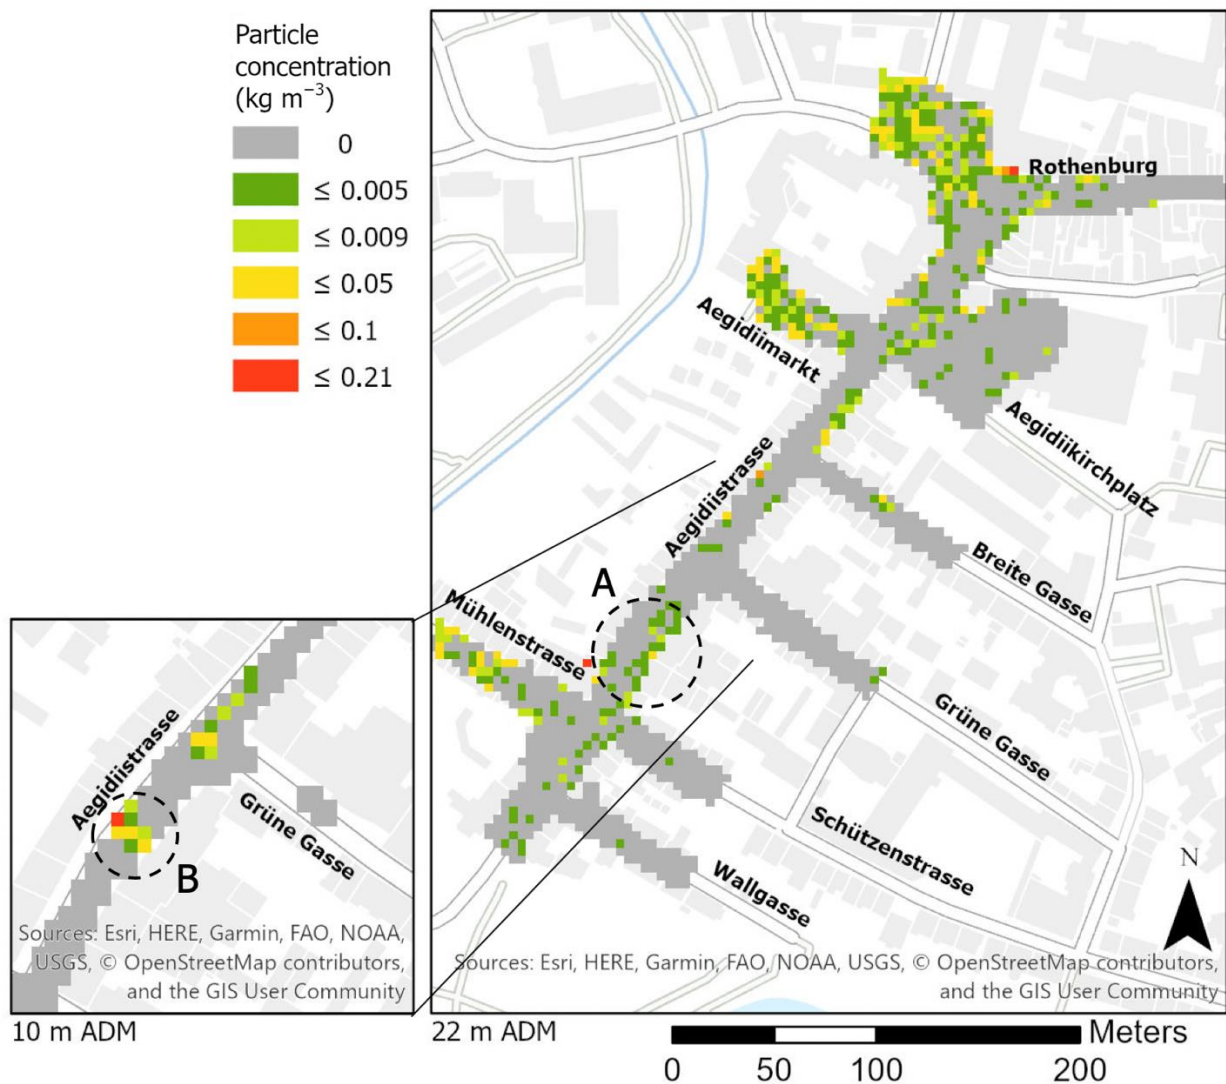 Particle
concentration
(kg m⁻³)
0
≤ 0.005
≤ 0.009
≤ 0.05
≤ 0.1
≤ 0.21
Rothenburg
Aegidiimarkt
Aegidiikirchplatz
Aegidiistrasse
Breite Gasse
A
Mühlenstrasse
Grüne Gasse
Schützenstrasse
Wallgasse
N
Sources: Esri, HERE, Garmin, FAO, NOAA, USGS, © OpenStreetMap contributors,
and the GIS User Community
22 m ADM
Meters
0 50 100 200
Aegidiistrasse
Grüne Gasse
B
Sources: Esri, HERE, Garmin, FAO, NOAA,
USGS, © OpenStreetMap contributors,
and the GIS User Community
10 m ADM